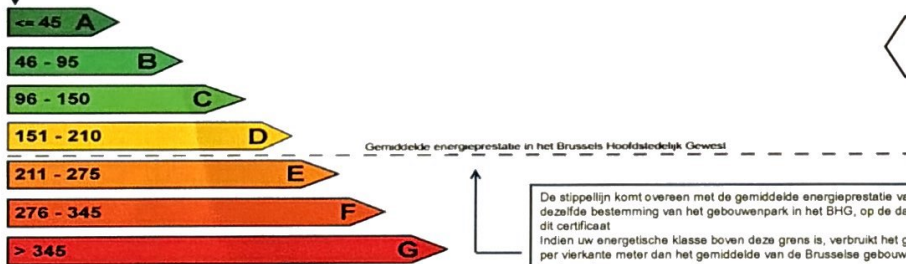 <= 45 A
46 - 95 B
96 - 150 C
151 - 210 D
Gemiddelde energieprestatie in het Brussels Hoofdstedelijk Gewest
211 - 275 E
276 - 345 F
> 345 G
De stippellijn komt overeen met de gemiddelde energieprestatie
dezelfde bestemming van het gebouwenpark in het BHG, op de
dit certificaat
Indien uw energetische klasse boven deze grens is, verbruikt het
per vierkante meter dan het gemiddelde van de Brusselse